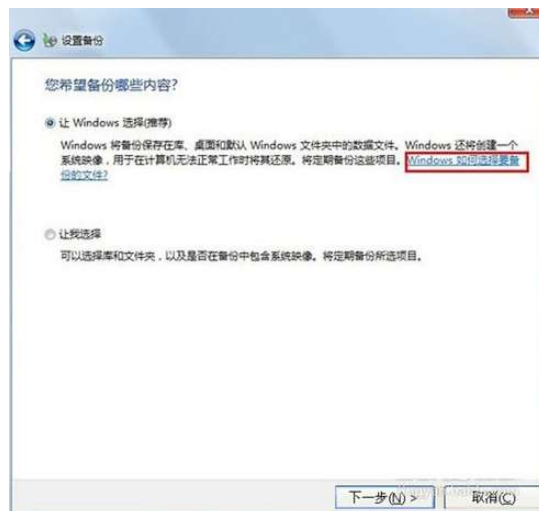 设置备份
您希望备份哪些内容?
让 Windows 选择(推荐)
Windows 将备份保存在库、桌面和默认 Windows 文件夹中的数据文件。Windows 还将创建一个
系统映像，用于在计算机无法正常工作时将其还原。将定期备份这些项目。Windows 如何选择要备
份的文件?
让我选择
可以选择库和文件夹，以及是否在备份中包含系统映像。将定期备份所选项目。
下一步(N) >
取消(C)